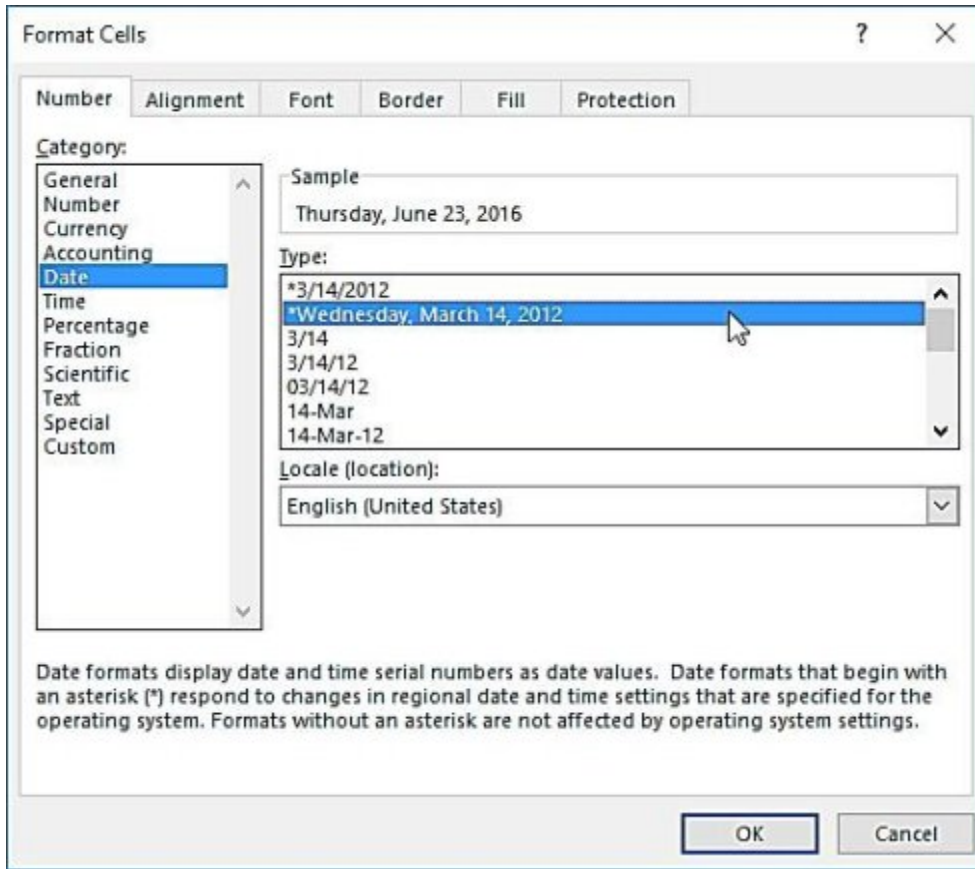 Format Cells
?
Number Alignment Font Border Fill Protection
Category:
General
Number
Currency
Accounting
Date
Time
Percentage
Fraction
Scientific
Text
Special
Custom
Sample
Thursday, June 23, 2016
Type:
*3/14/2012
*Wednesday, March 14, 2012
3/14
3/14/12
03/14/12
14-Mar
14-Mar-12
Locale (location):
English (United States)
Date formats display date and time serial numbers as date values.  Date formats that begin with
an asterisk (*) respond to changes in regional date and time settings that are specified for the
operating system. Formats without an asterisk are not affected by operating system settings.
OK Cancel